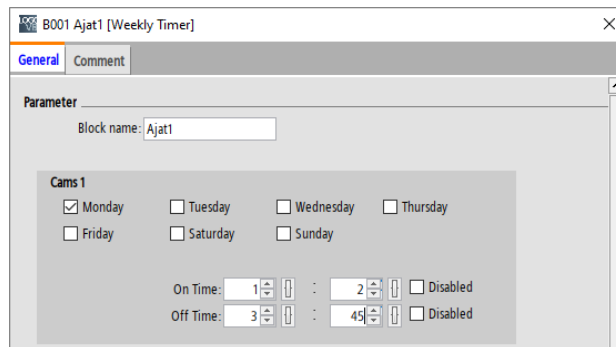 B001 Ajat1 [Weekly Timer]
General Comment
Parameter
Block name: Ajat1
Cams 1
Monday Tuesday Wednesday Thursday
Friday Saturday Sunday
On Time: 1 : 2 Disabled
Off Time: 3 : 45 Disabled